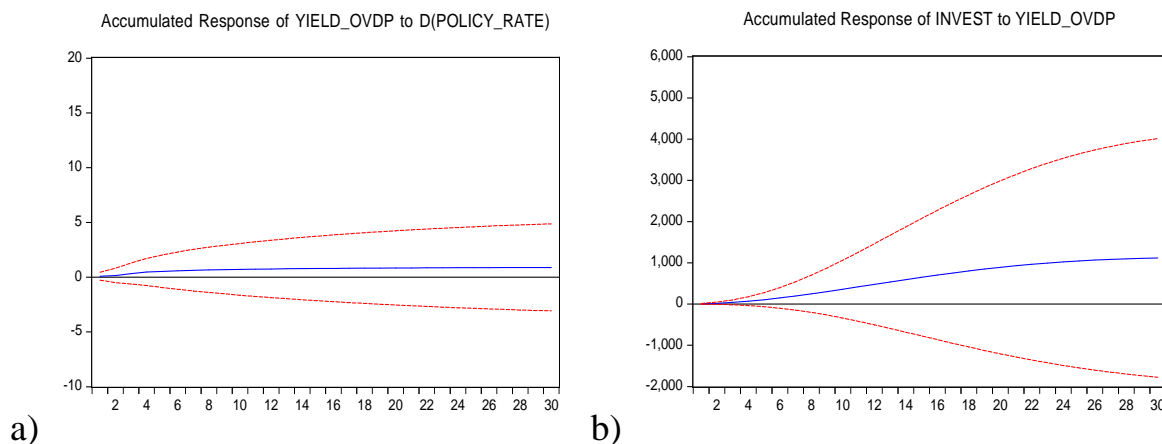 Accumulated Response of YIELD_OVDP to D(POLICY_RATE)
20
15
10
5
0
-5
-10
2 4 6 8 10 12 14 16 18 20 22 24 26 28 30
a)
Accumulated Response of INVEST to YIELD_OVDP
6,000
5,000
4,000
3,000
2,000
1,000
0
-1,000
-2,000
2 4 6 8 10 12 14 16 18 20 22 24 26 28 30
b)